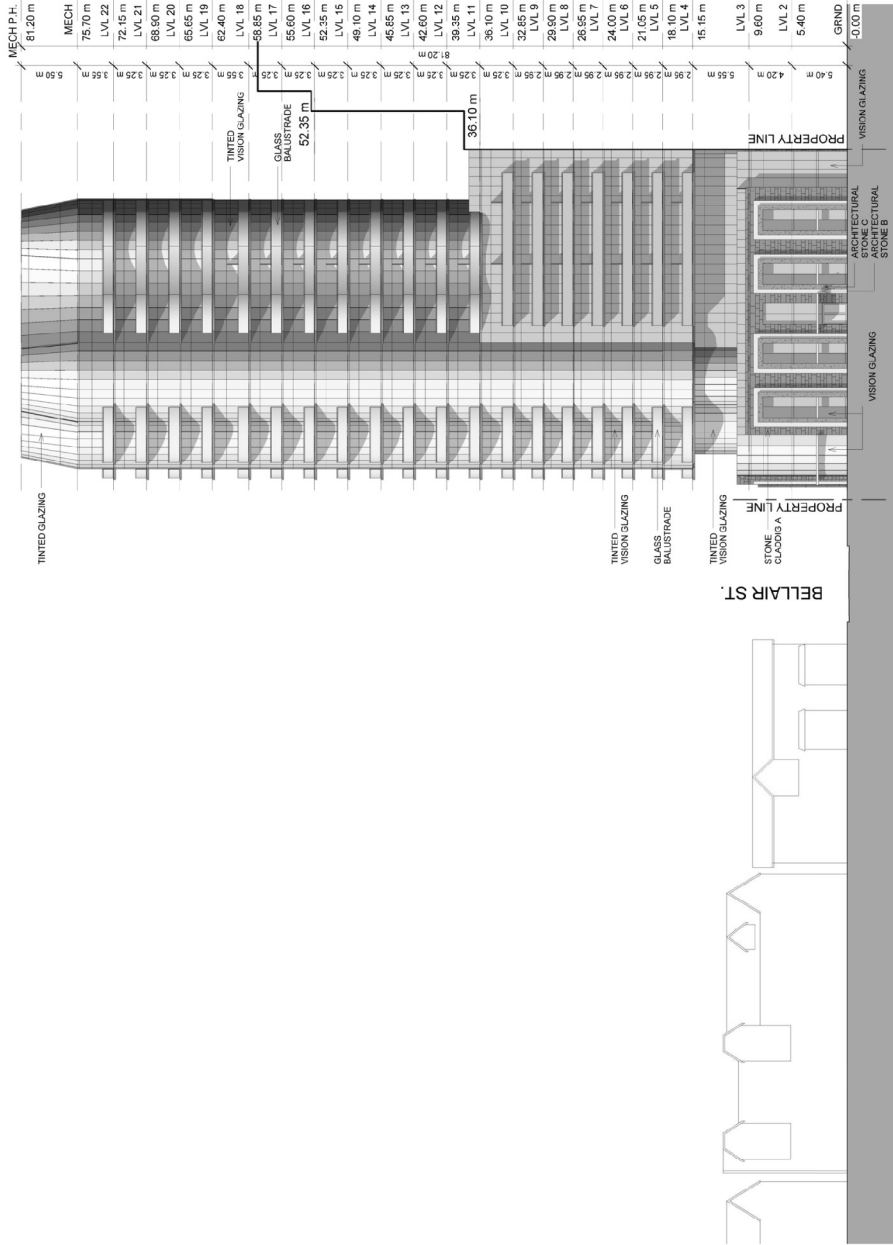 MECH P.H.
81.20 m
MECH
75.70 m
LVL 22
72.15 m
LVL 21
68.90 m
LVL 20
65.65 m
LVL 19
62.40 m
LVL 18
58.85 m
LVL 17
55.60 m
LVL 16
52.35 m
LVL 15
49.10 m
LVL 14
45.85 m
LVL 13
42.60 m
LVL 12
39.35 m
LVL 11
36.10 m
LVL 10
32.85 m
LVL 9
29.90 m
LVL 8
26.95 m
LVL 7
24.00 m
LVL 6
21.05 m
LVL 5
18.10 m
LVL 4
15.15 m
LVL 3
9.60 m
LVL 2
5.40 m
GRND
-0.00 m
81.20 m
5.50 m
3.55 m
3.25 m
3.25 m
3.25 m
3.55 m
3.25 m
3.25 m
3.25 m
3.25 m
3.25 m
3.25 m
3.25 m
3.25 m
2.95 m
2.95 m
2.95 m
2.95 m
2.95 m
2.95 m
5.55 m
4.20 m
5.40 m
TINTED
VISION GLAZING
GLASS
BALUSTRADE
52.35 m
36.10 m
PROPERTY LINE
VISION GLAZING
ARCHITECTURAL
STONE C
ARCHITECTURAL
STONE B
VISION GLAZING
TINTED GLAZING
TINTED
VISION GLAZING
GLASS
BALUSTRADE
TINTED
VISION GLAZING
STONE
CLADDIG A
PROPERTY LINE
BELLAIR ST.